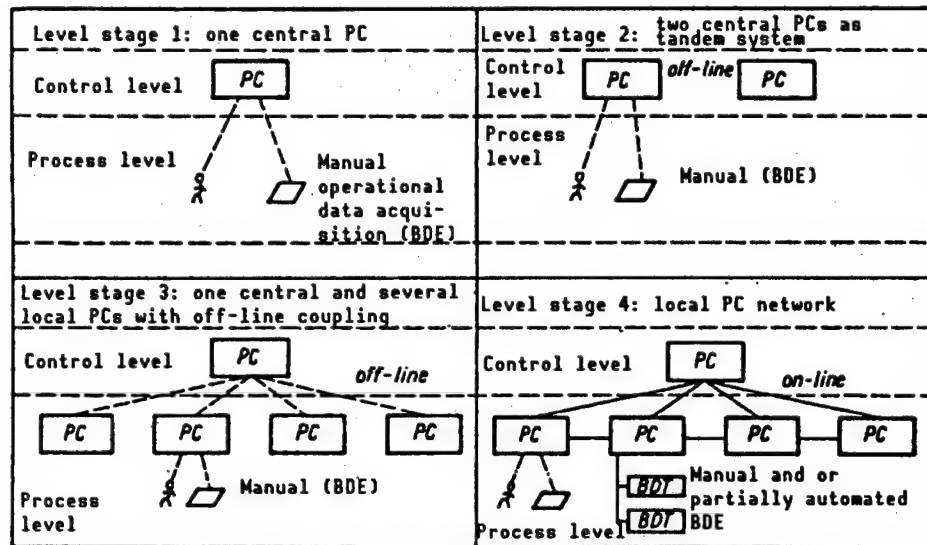 Level stage 1: one central PC
Control level
PC
Process level
Manual
operational
data acqui-
sition (BDE)
Level stage 2: two central PCs as
tandem system
Control
level
PC
off-line
PC
Process
level
Manual (BDE)
Level stage 3: one central and several
local PCs with off-line coupling
Control level
PC
off-line
PC
PC
PC
PC
Manual (BDE)
Process
level
Level stage 4: local PC network
Control level
PC
on-line
PC
PC
PC
PC
BDT
Manual and or
partially automated
BDE
BDT
Process level